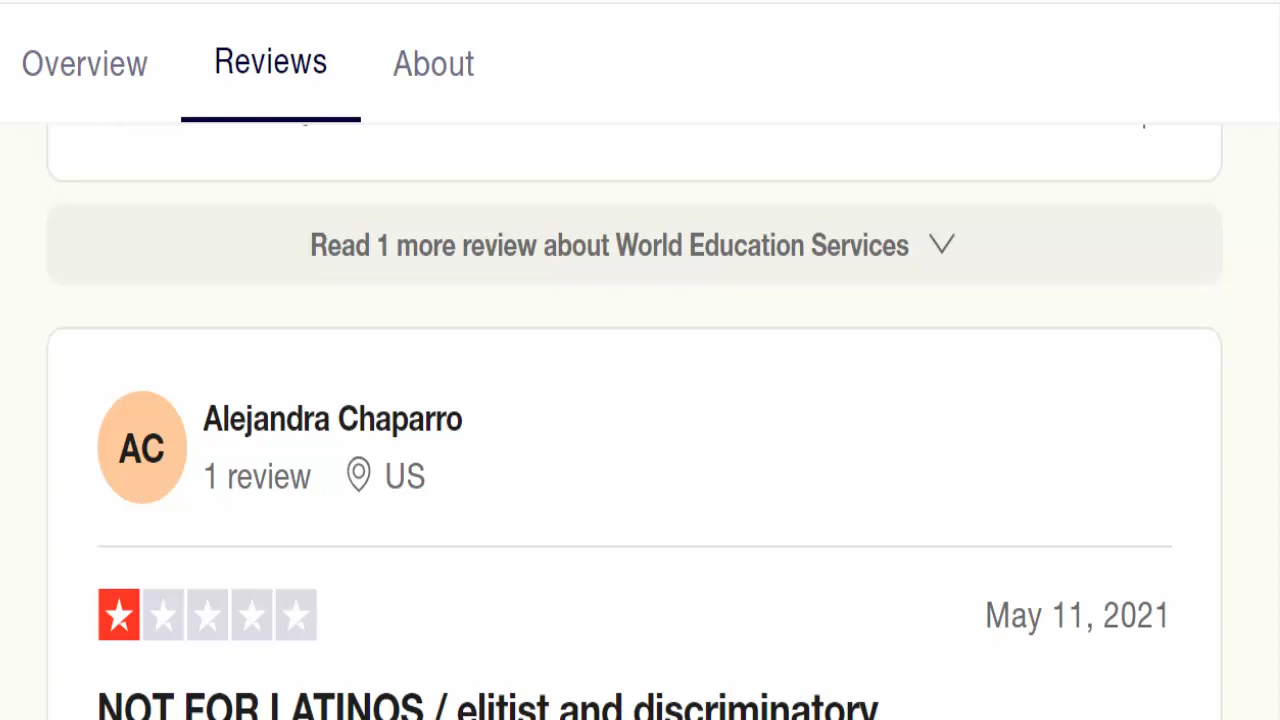 Overview Reviews About
Read 1 more review about World Education Services
AC
Alejandra Chaparro
1 review US
May 11, 2021
NOT FOR LATINOS / elitist and discriminatory